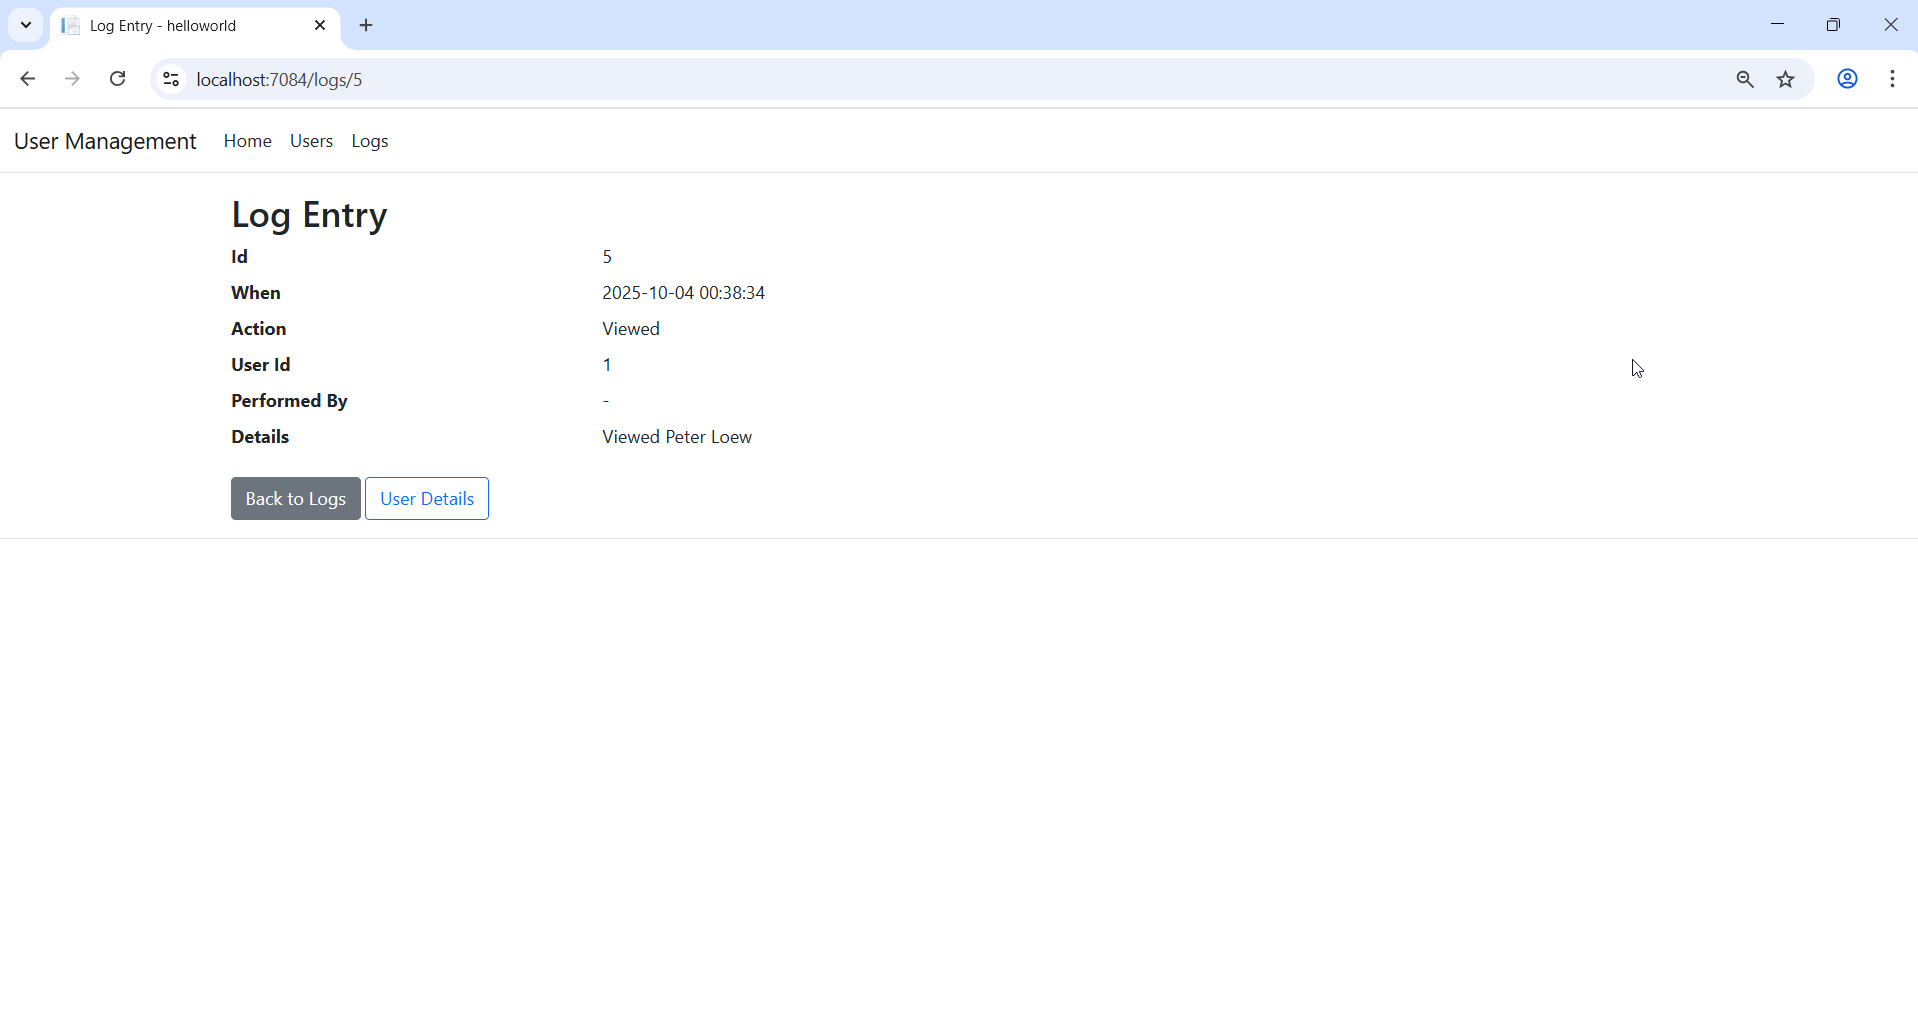 Log Entry - helloworld
localhost:7084/logs/5
User Management Home Users Logs
Log Entry
Id 5
When 2025-10-04 00:38:34
Action Viewed
User Id 1
Performed By -
Details Viewed Peter Loew
Back to Logs User Details